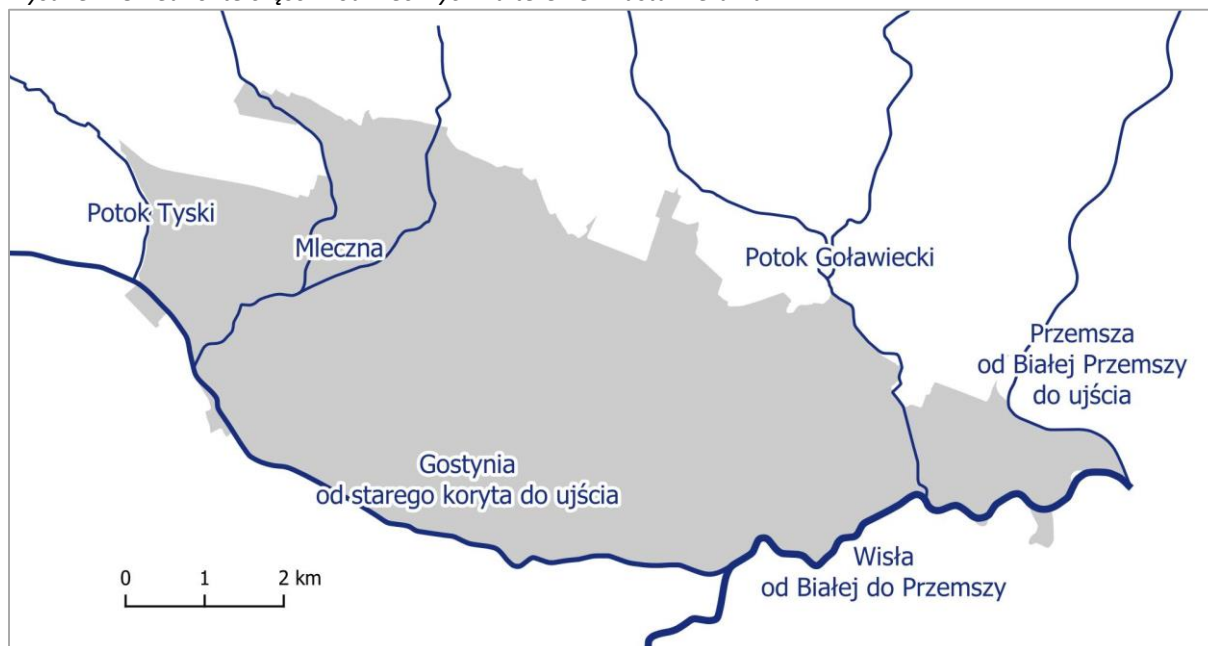 Potok Tyski
Mleczna
Potok Goławiecki
Przemsza
od Białej Przemszy
do ujścia
Gostynia
od starego koryta do ujścia
Wisła
od Białej do Przemszy
0 1 2 km